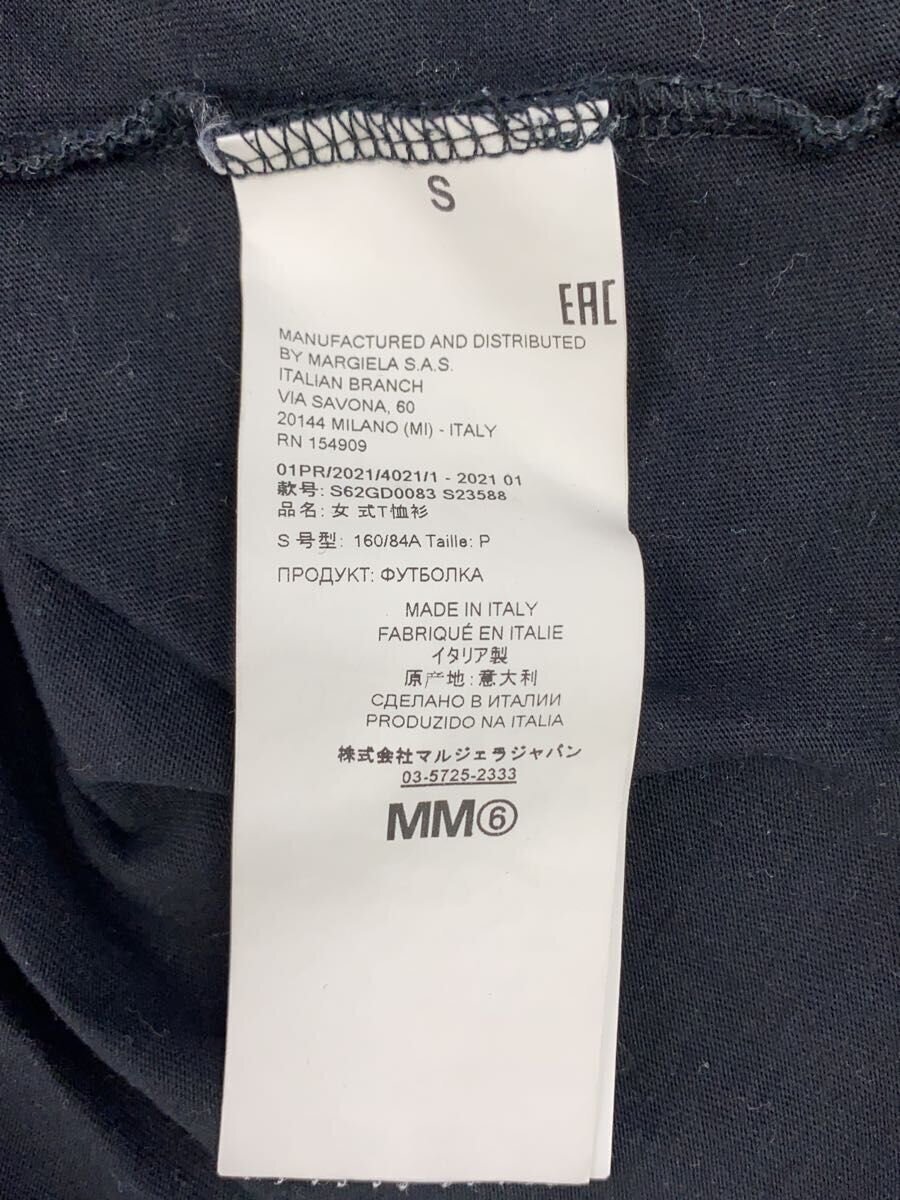 S
EAC
MANUFACTURED AND DISTRIBUTED
BY MARGIELA S.A.S.
ITALIAN BRANCH
VIA SAVONA, 60
20144 MILANO (MI) - ITALY
RN 154909
01PR/2021/4021/1 - 2021 01
款号: S62GD0083 S23588
品名: 女 式T恤衫
S 号型: 160/84A Taille: P
ПРОДУКТ: ФУТБОЛКА
MADE IN ITALY
FABRIQUÉ EN ITALIE
イタリア製
原产地: 意大利
СДЕЛАНО В ИТАЛИИ
PRODUZIDO NA ITALIA
株式会社マルジェラジャパン
03-5725-2333
MM⑥